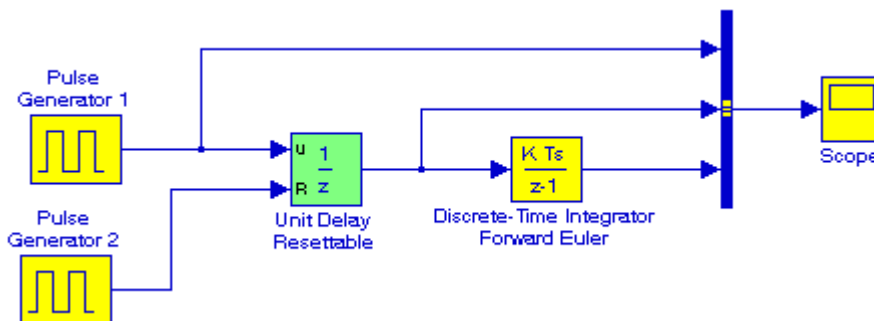 Pulse
Generator 1
u
1
z
R
K Ts
z-1
Scope
Unit Delay
Resettable
Discrete-Time Integrator
Forward Euler
Pulse
Generator 2